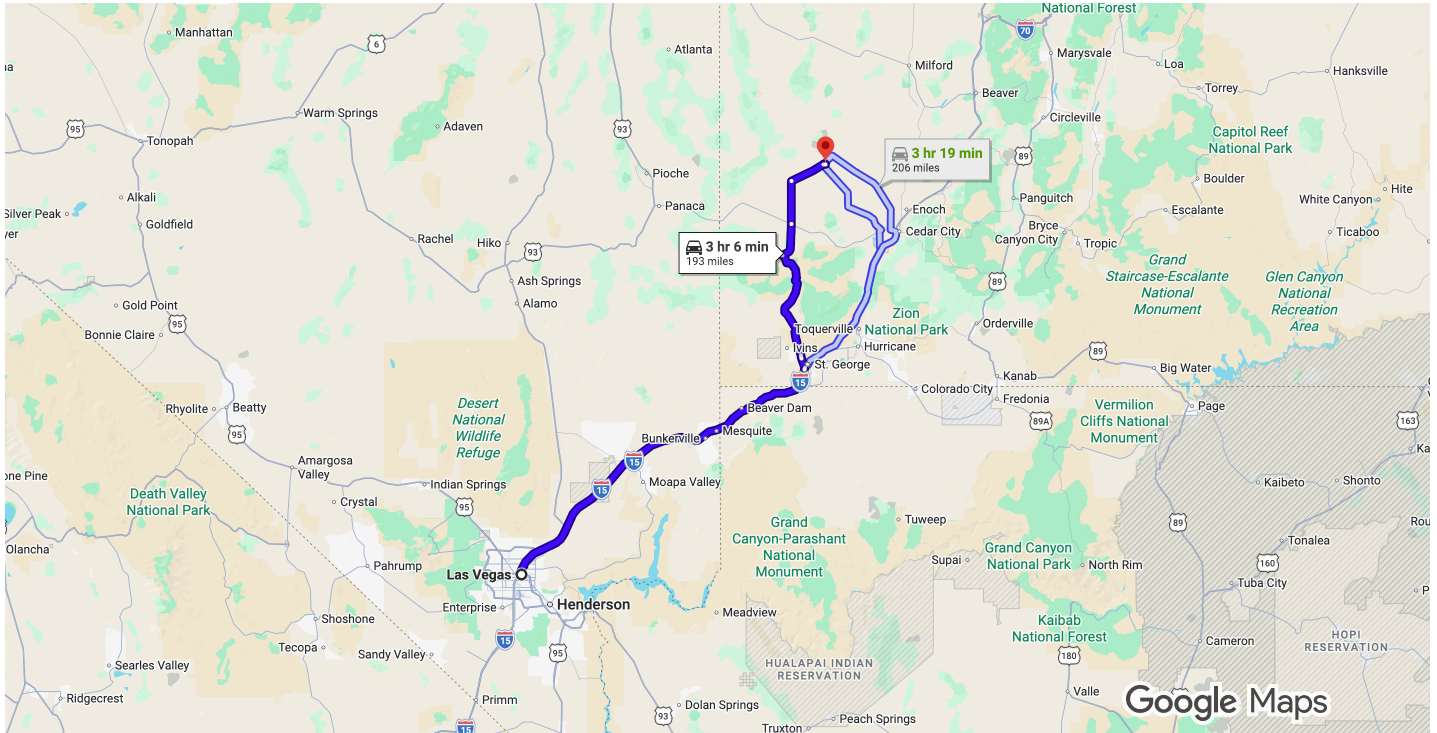 National Forest
70
Manhattan
6
Atlanta
Marysvale
Milford
Loa
Hanksville
Beaver
Torrey
Warm Springs
95
Adaven
93
Circleville
Tonopah
Capitol Reef
National Park
3 hr 19 min
206 miles
89
Pioche
Boulder
Hite
Alkali
Panaca
Panguitch
White Canyon
Silver Peak
Enoch
Escalante
Goldfield
Cedar City
Bryce
Canyon City
Tropic
Ticaboo
Rachel
Hiko
93
3 hr 6 min
193 miles
Grand
Staircase-Escalante
National
Monument
Glen Canyon
National
Recreation
Area
Ash Springs
89
Gold Point
Alamo
95
Bonnie Claire
Zion
National Park
Orderville
Toquerville
Ivins
Hurricane
St. George
89
Big Water
15
Kanab
Colorado City
Fredonia
Rhyolite
Beatty
95
Desert
National
Wildlife
Refuge
Beaver Dam
Vermilion
Cliffs National
Monument
Page
89A
163
Mesquite
Bunkerville
15
Amargosa
Valley
one Pine
Indian Springs
Moapa Valley
15
Kaibeto
Shonto
Death Valley
National Park
Crystal
95
Tuweep
Grand
Canyon-Parashant
National
Monument
89
Olancha
Tonalea
Supai
Grand Canyon
National Park
North Rim
160
Pahrump
Las Vegas
Tuba City
Enterprise
Henderson
Meadview
Shoshone
Kaibab
National Forest
15
Tecopa
Sandy Valley
95
Cameron
HOPI
RESERVATION
180
Searles Valley
HUALAPAI INDIAN
RESERVATION
Ridgecrest
Primm
Dolan Springs
Valle
93
Peach Springs
15
Truxton
Google Maps